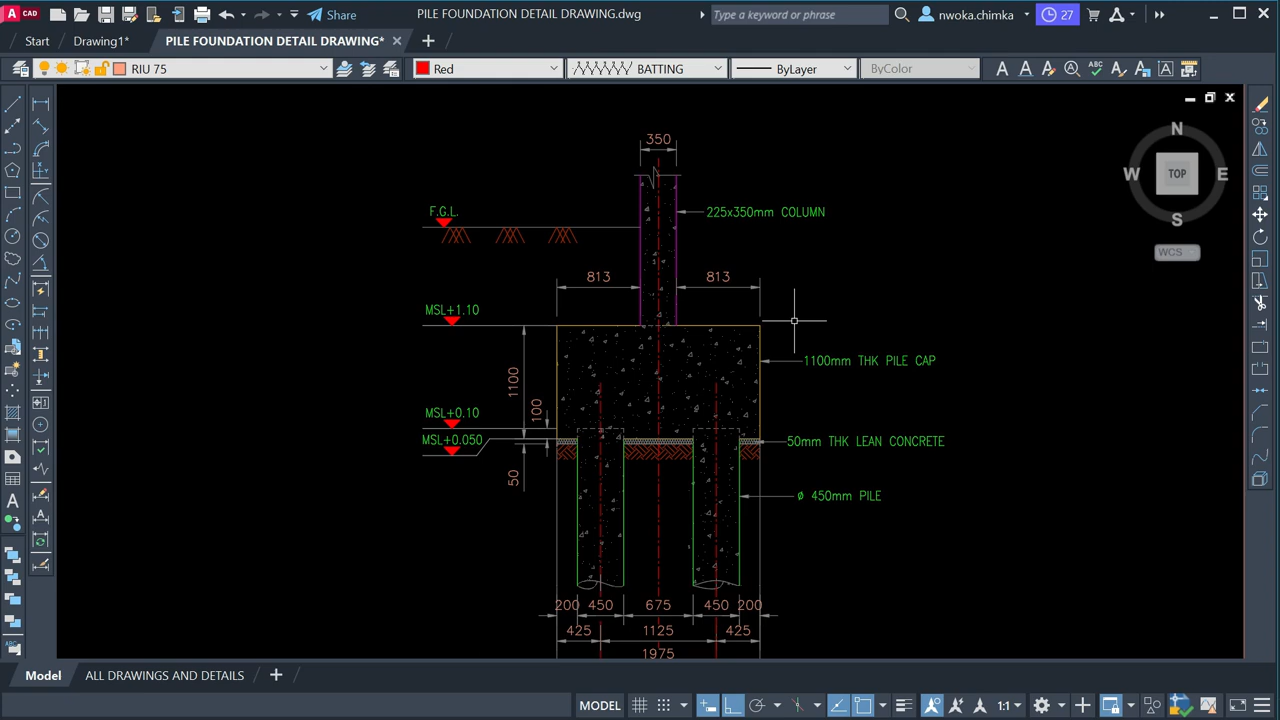 A CAD
Share
PILE FOUNDATION DETAIL DRAWING.dwg
Type a keyword or phrase
nwoka.chimka
27
Start
Drawing1*
PILE FOUNDATION DETAIL DRAWING*
RIU 75
Red
BATTING
ByLayer
ByColor
N
W
TOP
E
S
WCS
350
F.G.L.
225x350mm COLUMN
813
813
MSL+1.10
1100mm THK PILE CAP
1100
100
MSL+0.10
MSL+0.050
50mm THK LEAN CONCRETE
50
Ø 450mm PILE
200 450 675 450 200
425 1125 425
1975
Model
ALL DRAWINGS AND DETAILS
MODEL
1:1